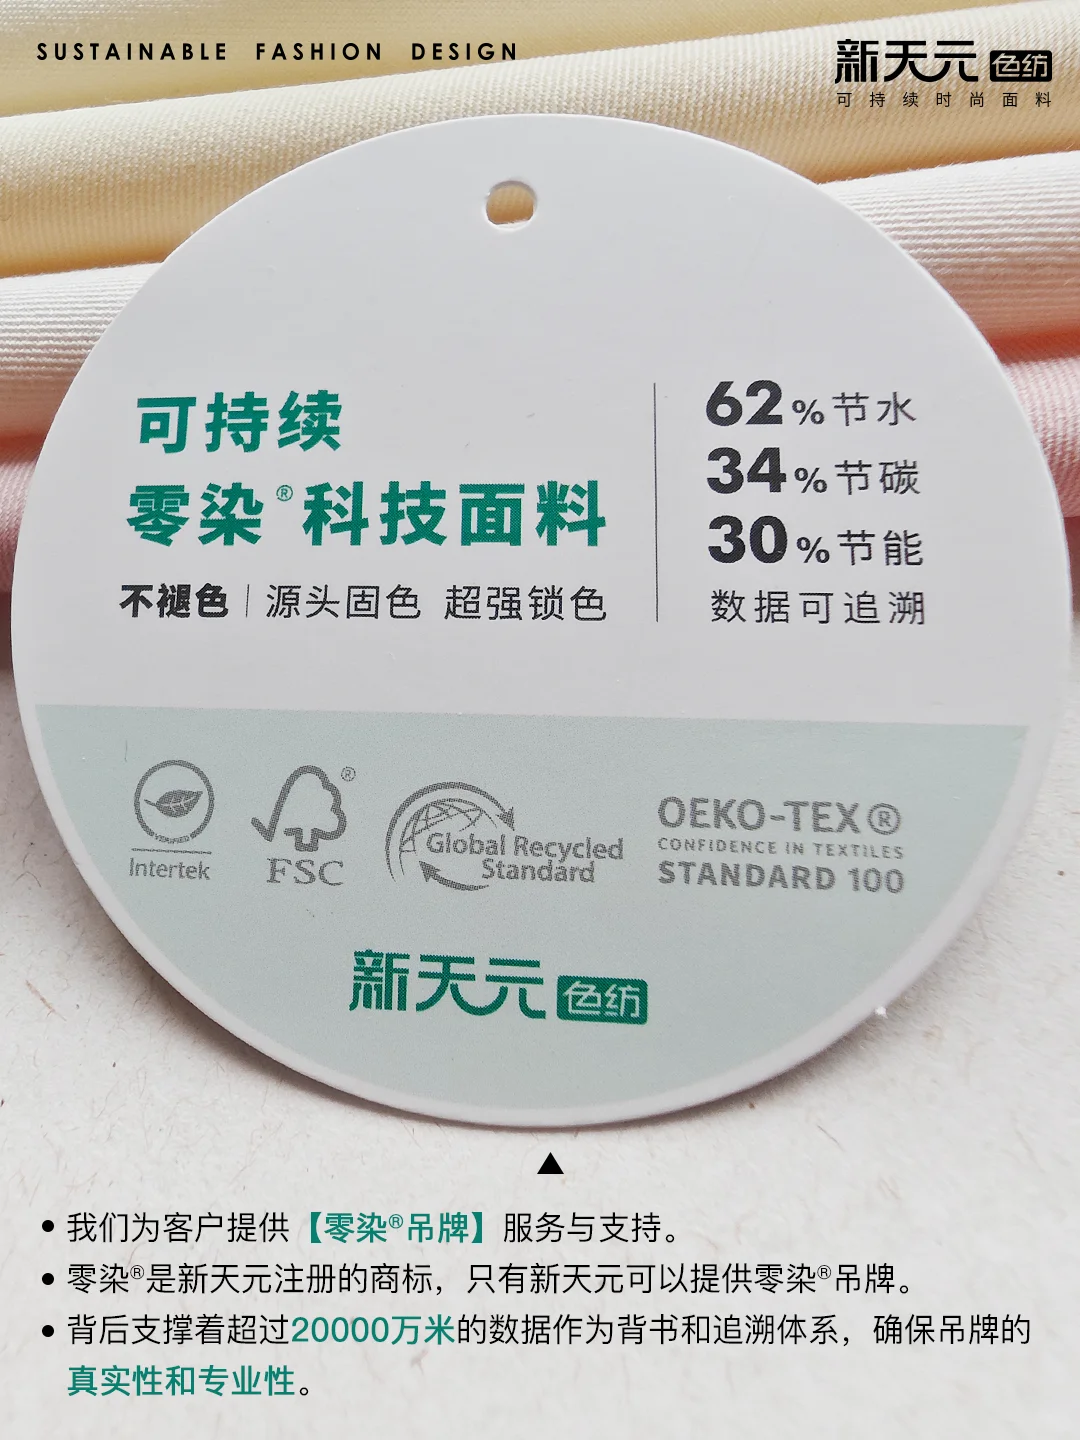 SUSTAINABLE FASHION DESIGN
新天元 色纺
可持续时尚面料
可持续
零染®科技面料
不褪色 | 源头固色 超强锁色
62%节水
34%节碳
30%节能
数据可追溯
Intertek
®
FSC
Global Recycled
Standard
OEKO-TEX®
CONFIDENCE IN TEXTILES
STANDARD 100
新天元 色纺
• 我们为客户提供【零染®吊牌】服务与支持。
• 零染®是新天元注册的商标，只有新天元可以提供零染®吊牌。
• 背后支撑着超过20000万米的数据作为背书和追溯体系，确保吊牌的
真实性和专业性。